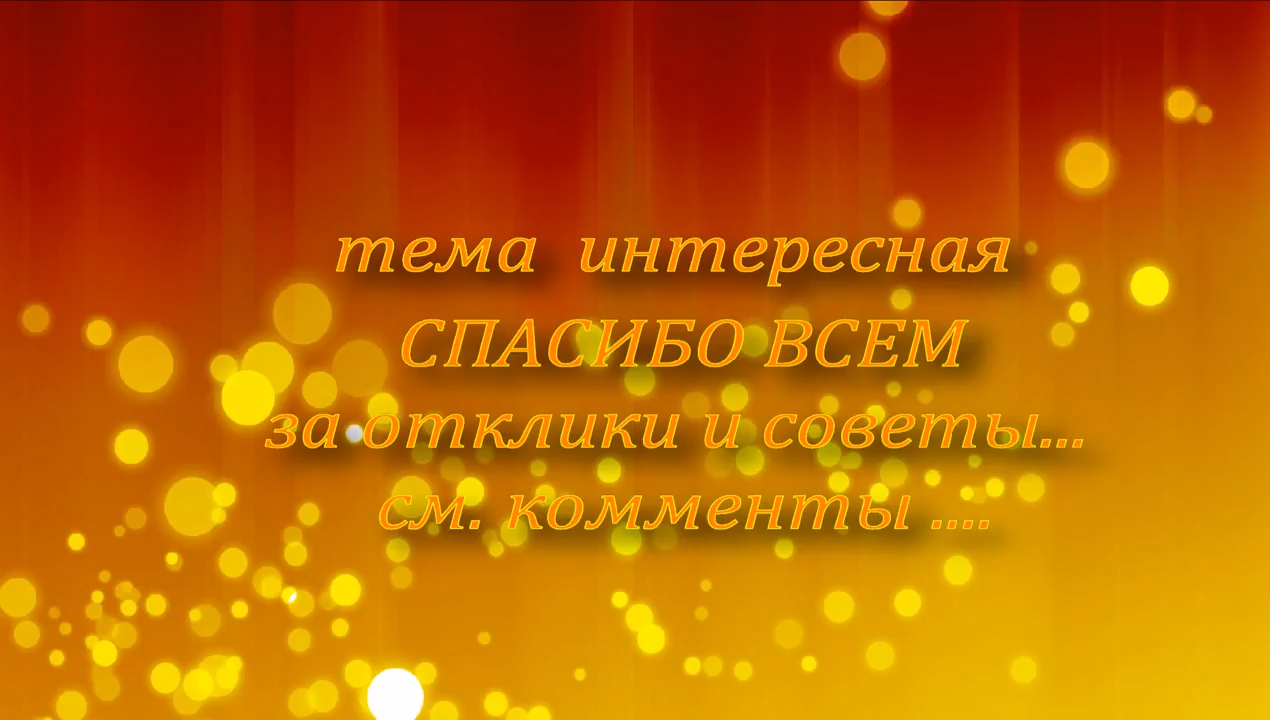 тема интересная
СПАСИБО ВСЕМ
за отклики и советы...
см. комменты ....